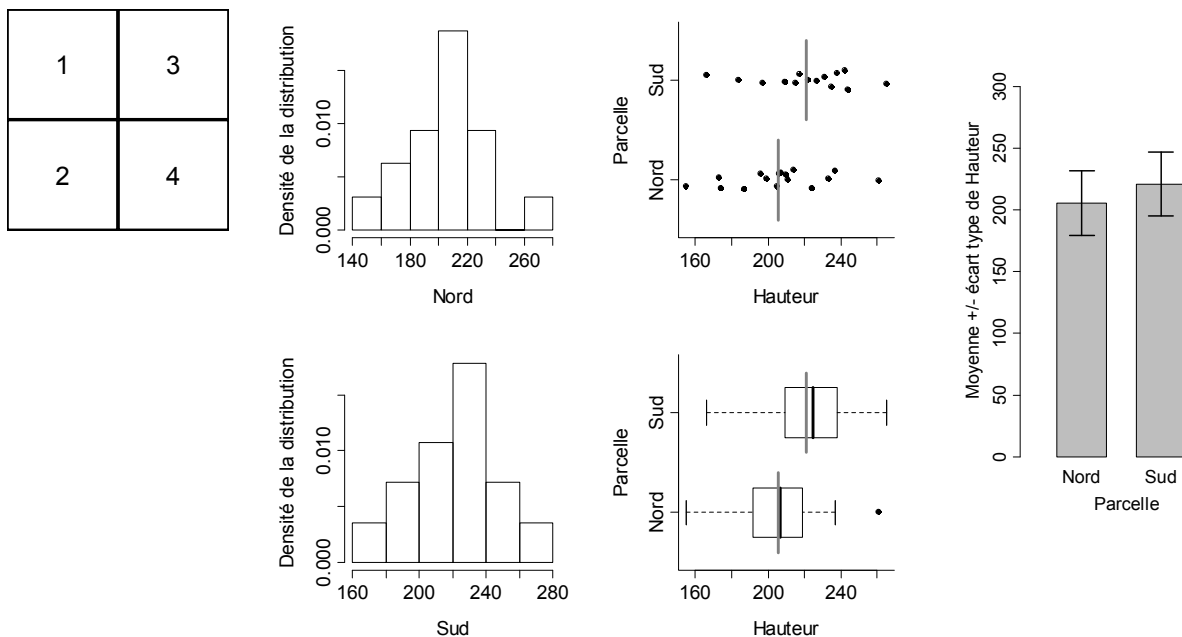 1
3
2
4
Densité de la distribution
0.000
0.010
140
180
220
260
Nord
Parcelle
Sud
Nord
160
200
240
Hauteur
Densité de la distribution
0.000
0.010
160
200
240
280
Sud
Parcelle
Sud
Nord
160
200
240
Hauteur
Moyenne +/- écart type de Hauteur
0
50
100
150
200
250
300
Nord
Sud
Parcelle